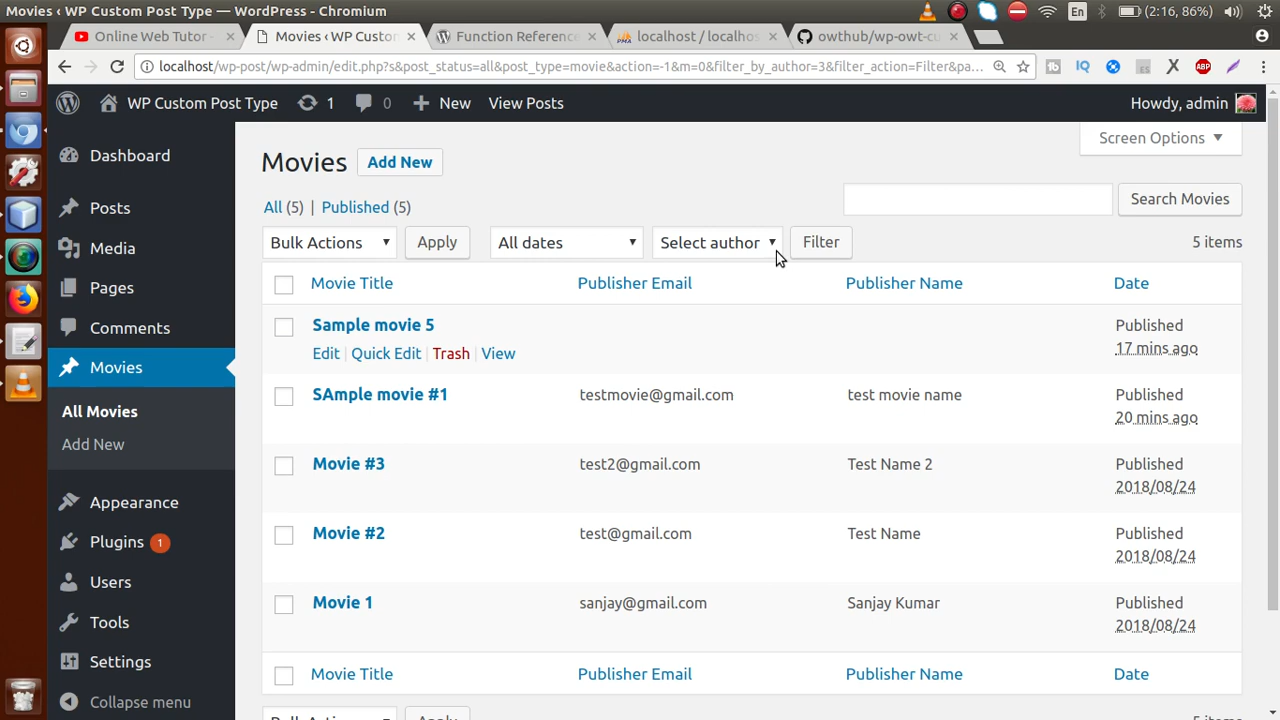 Movies ‹ WP Custom Post Type — WordPress - Chromium
En
(2:16, 86%)
Online Web Tutor -
Movies ‹ WP Custo
Function Reference
localhost / localhos
owthub/wp-owt-cu
localhost/wp-post/wp-admin/edit.php?s&post_status=all&post_type=movie&action=-1&m=0&filter_by_author=3&filter_action=Filter&pa...
WP Custom Post Type
1
0
New
View Posts
Howdy, admin
Screen Options
Dashboard
Posts
Media
Pages
Comments
Movies
All Movies
Add New
Appearance
Plugins 1
Users
Tools
Settings
Collapse menu
Movies
Add New
All (5) | Published (5)
Search Movies
Bulk Actions
Apply
All dates
Select author
Filter
5 items
Movie Title
Publisher Email
Publisher Name
Date
Sample movie 5
Published
17 mins ago
Edit | Quick Edit | Trash | View
SAmple movie #1
testmovie@gmail.com
test movie name
Published
20 mins ago
Movie #3
test2@gmail.com
Test Name 2
Published
2018/08/24
Movie #2
test@gmail.com
Test Name
Published
2018/08/24
Movie 1
sanjay@gmail.com
Sanjay Kumar
Published
2018/08/24
Movie Title
Publisher Email
Publisher Name
Date
Bulk Actions
Apply
5 items